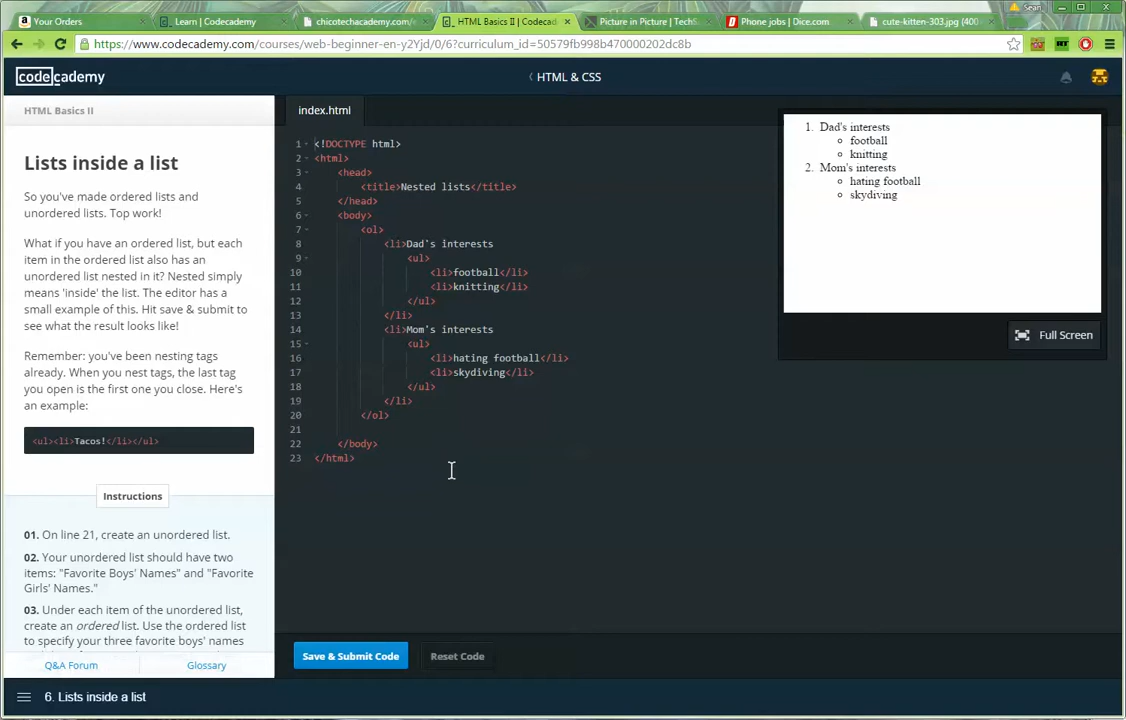 Your Orders
Learn | Codecademy
chicotechacademy.com/e
HTML Basics II | Codecad
Picture in Picture | TechS
Phone jobs | Dice.com
cute-kitten-303.jpg (400
Sean
https://www.codecademy.com/courses/web-beginner-en-y2Yjd/0/6?curriculum_id=50579fb998b470000202dc8b
codecademy
HTML & CSS
HTML Basics II
Lists inside a list
So you've made ordered lists and
unordered lists. Top work!
What if you have an ordered list, but each
item in the ordered list also has an
unordered list nested in it? Nested simply
means 'inside' the list. The editor has a
small example of this. Hit save & submit to
see what the result looks like!
Remember: you've been nesting tags
already. When you nest tags, the last tag
you open is the first one you close. Here's
an example:
<ul><li>Tacos!</li></ul>
Instructions
01. On line 21, create an unordered list.
02. Your unordered list should have two
items: "Favorite Boys' Names" and "Favorite
Girls' Names."
03. Under each item of the unordered list,
create an ordered list. Use the ordered list
to specify your three favorite boys' names
Q&A Forum
Glossary
index.html
1 <!DOCTYPE html>
2 <html>
3 <head>
4 <title>Nested lists</title>
5 </head>
6 <body>
7 <ol>
8 <li>Dad's interests
9 <ul>
10 <li>football</li>
11 <li>knitting</li>
12 </ul>
13 </li>
14 <li>Mom's interests
15 <ul>
16 <li>hating football</li>
17 <li>skydiving</li>
18 </ul>
19 </li>
20 </ol>
21
22 </body>
23 </html>
1. Dad's interests
football
knitting
2. Mom's interests
hating football
skydiving
Full Screen
Save & Submit Code
Reset Code
6. Lists inside a list